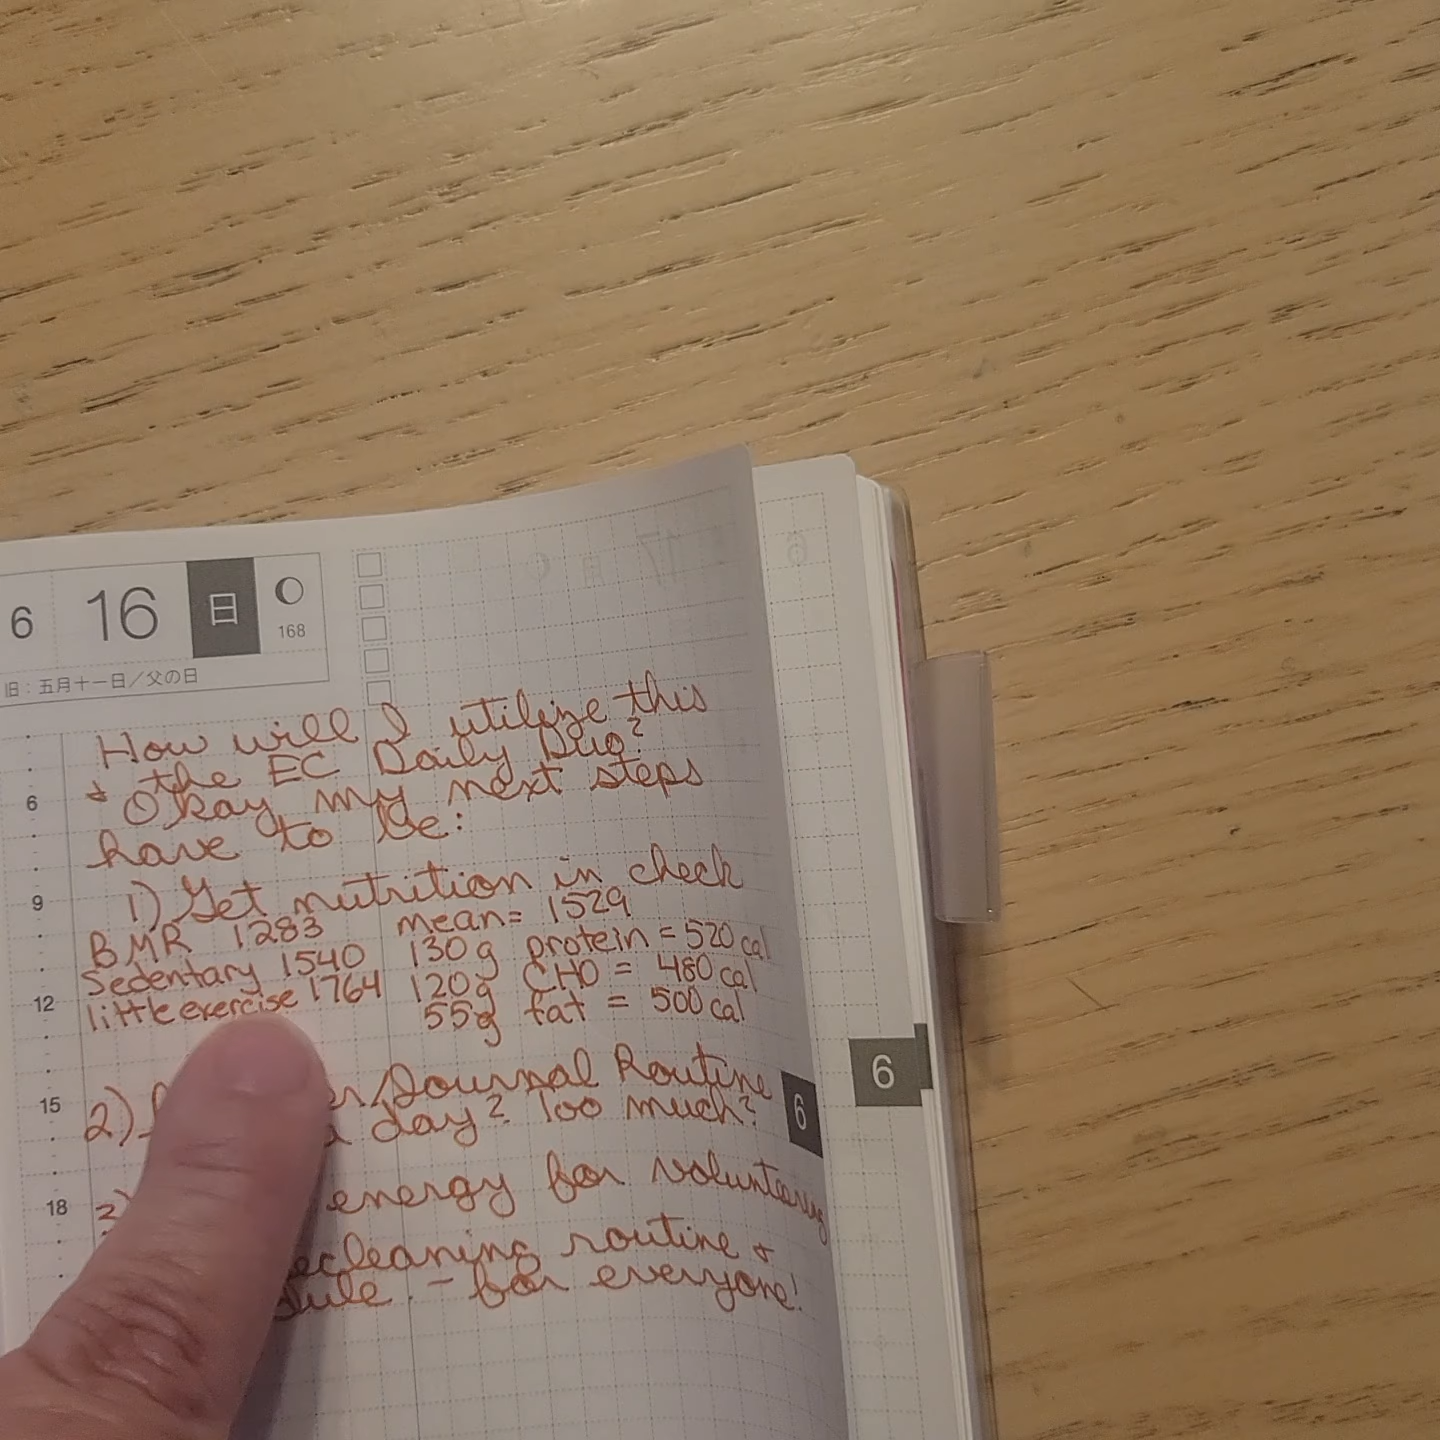 6 16 日
168
旧：五月十一日／父の日
How will I utilize this
& the EC Daily Duo?
Okay my next steps
have to be:
1) Get nutrition in check
BMR 1283 mean = 1529
Sedentary 1540 130g protein = 520 cal
little exercise 1764 120g CHO = 480 cal
55g fat = 500 cal
2) Journal Routine
day? Too much?
energy for voluntary
cleaning routine &
- for everyone!
6
9
12
15
18
6
6
17
6